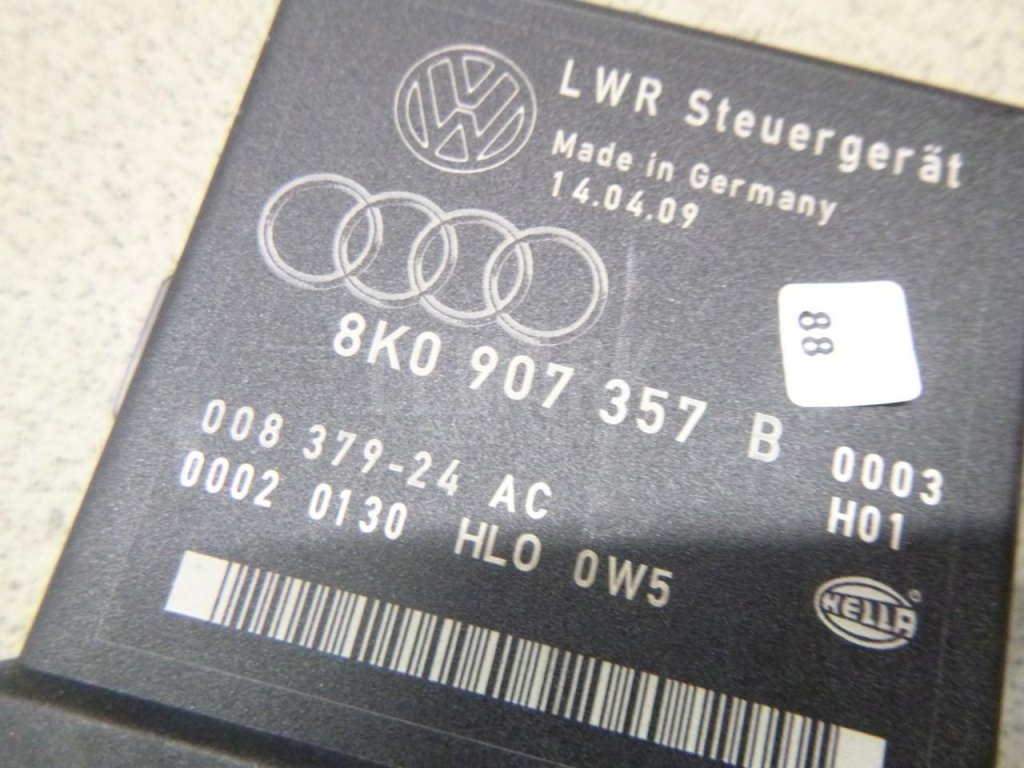 LWR Steuergerät
Made in Germany
14.04.09
8K0 907 357 B
88
0003
008 379-24 AC
H01
0002 0130 HLO 0W5
HELLA